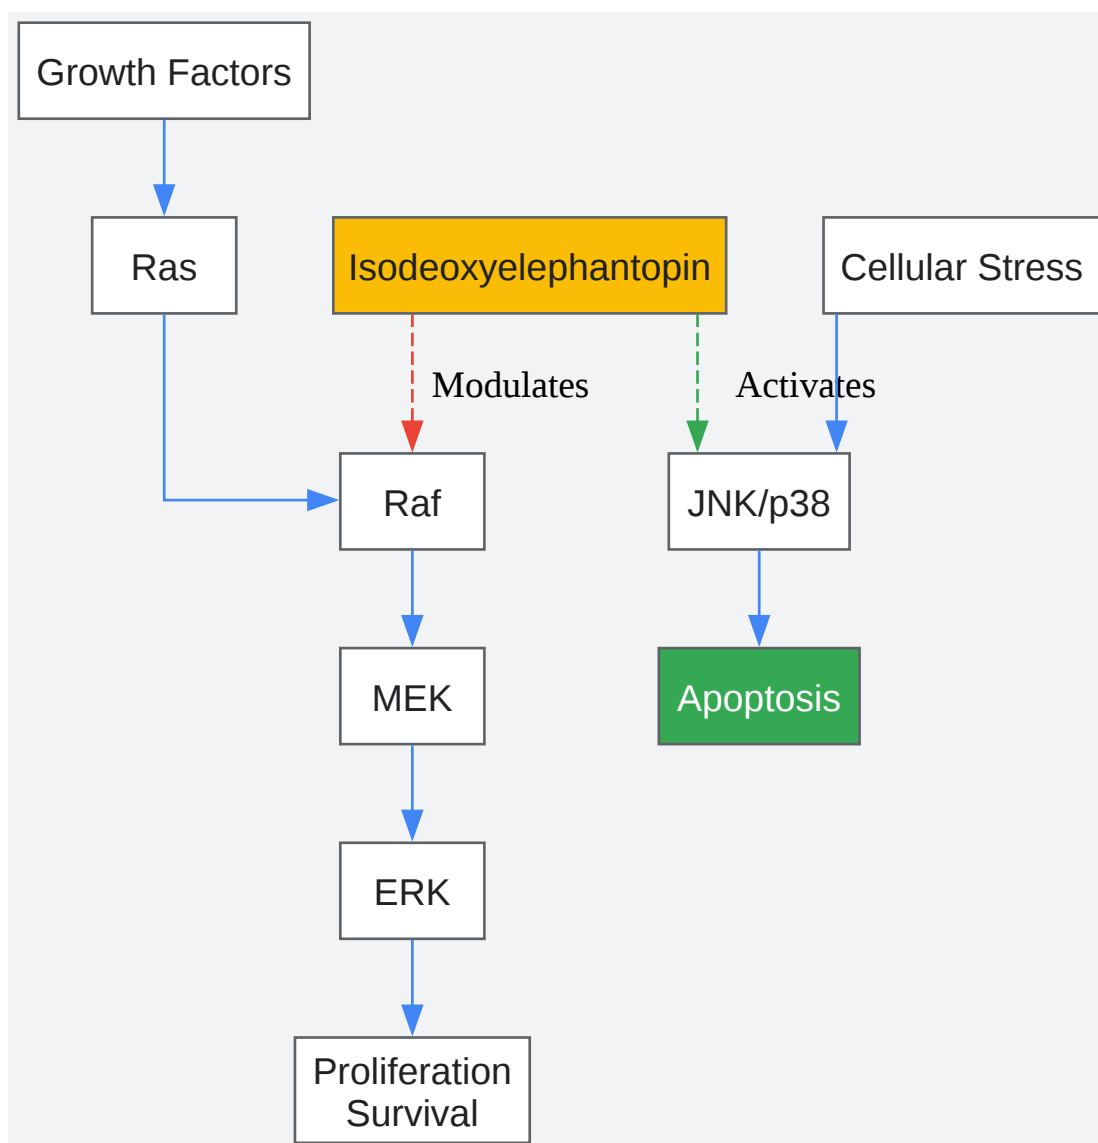 Growth Factors
Ras
Isodeoxyelephantopin
Cellular Stress
Modulates
Activates
Raf
JNK/p38
MEK
Apoptosis
ERK
Proliferation
Survival